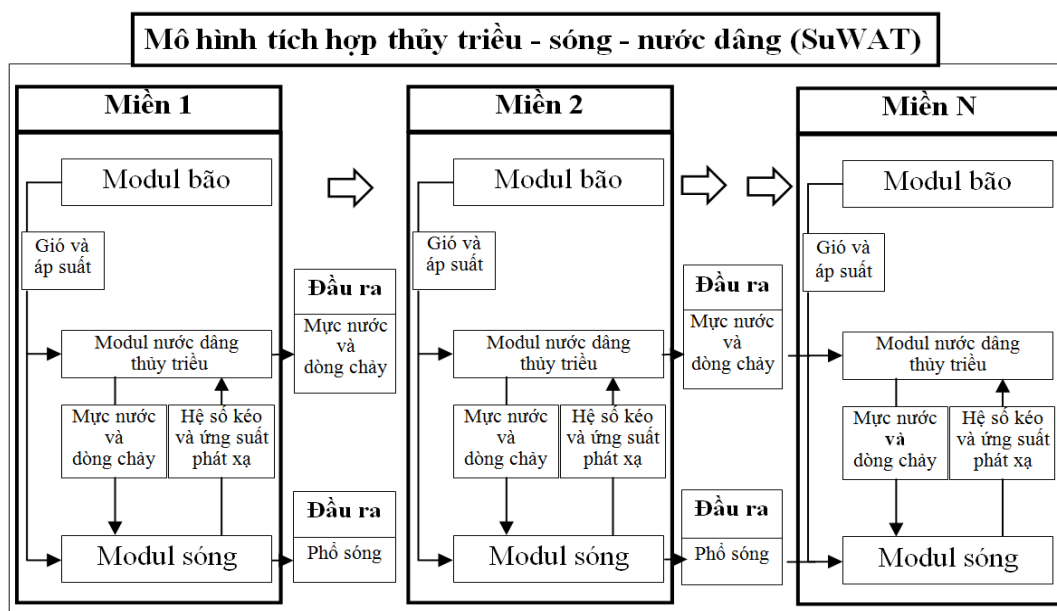 Mô hình tích hợp thủy triều - sóng - nước dâng (SuWAT)
Miền 1
Modul bão
Gió và
áp suất
Modul nước dâng
thủy triều
Mực nước
và
dòng chảy
Hệ số kéo
và ứng suất
phát xạ
Modul sóng
Đầu ra
Mực nước
và
dòng chảy
Đầu ra
Phổ sóng
Miền 2
Modul bão
Gió và
áp suất
Modul nước dâng
thủy triều
Mực nước
và
dòng chảy
Hệ số kéo
và ứng suất
phát xạ
Modul sóng
Đầu ra
Mực nước
và
dòng chảy
Đầu ra
Phổ sóng
Miền N
Modul bão
Gió và
áp suất
Modul nước dâng
thủy triều
Mực nước
và
dòng chảy
Hệ số kéo
và ứng suất
phát xạ
Modul sóng